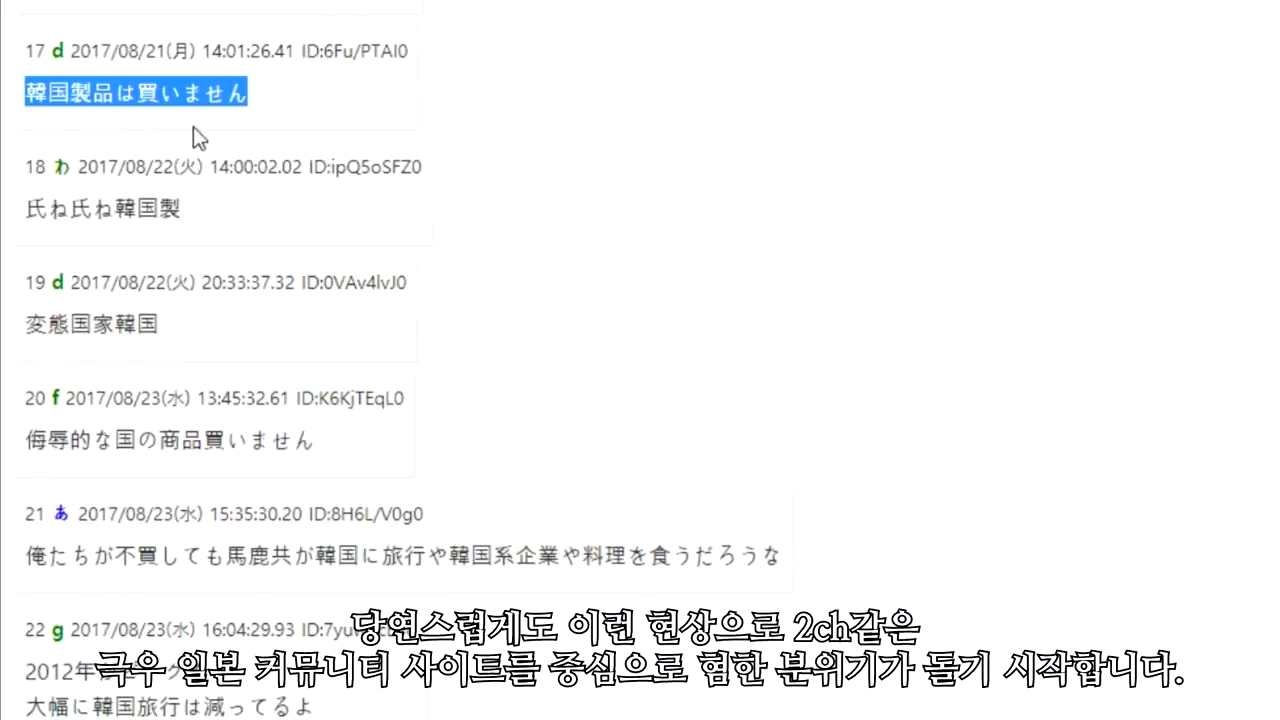 17 d 2017/08/21(月) 14:01:26.41 ID:6Fu/PTAI0
韓国製品は買いません
18 わ 2017/08/22(火) 14:00:02.02 ID:ipQ5oSFZ0
氏ね氏ね韓国製
19 d 2017/08/22(火) 20:33:37.32 ID:0VAv4lvJ0
変態国家韓国
20 f 2017/08/23(水) 13:45:32.61 ID:K6KjTEqL0
侮辱的な国の商品買いません
21 あ 2017/08/23(水) 15:35:30.20 ID:8H6L/V0g0
俺たちが不買しても馬鹿共が韓国に旅行や韓国系企業や料理を食うだろうな
22 g 2017/08/23(水) 16:04:29.93
당연스럽게도 이런 현상으로 2ch같은
2012年
극우 일본 커뮤니티 사이트를 중심으로 혐한 분위기가 돌기 시작합니다.
大幅に韓国旅行は減ってるよ